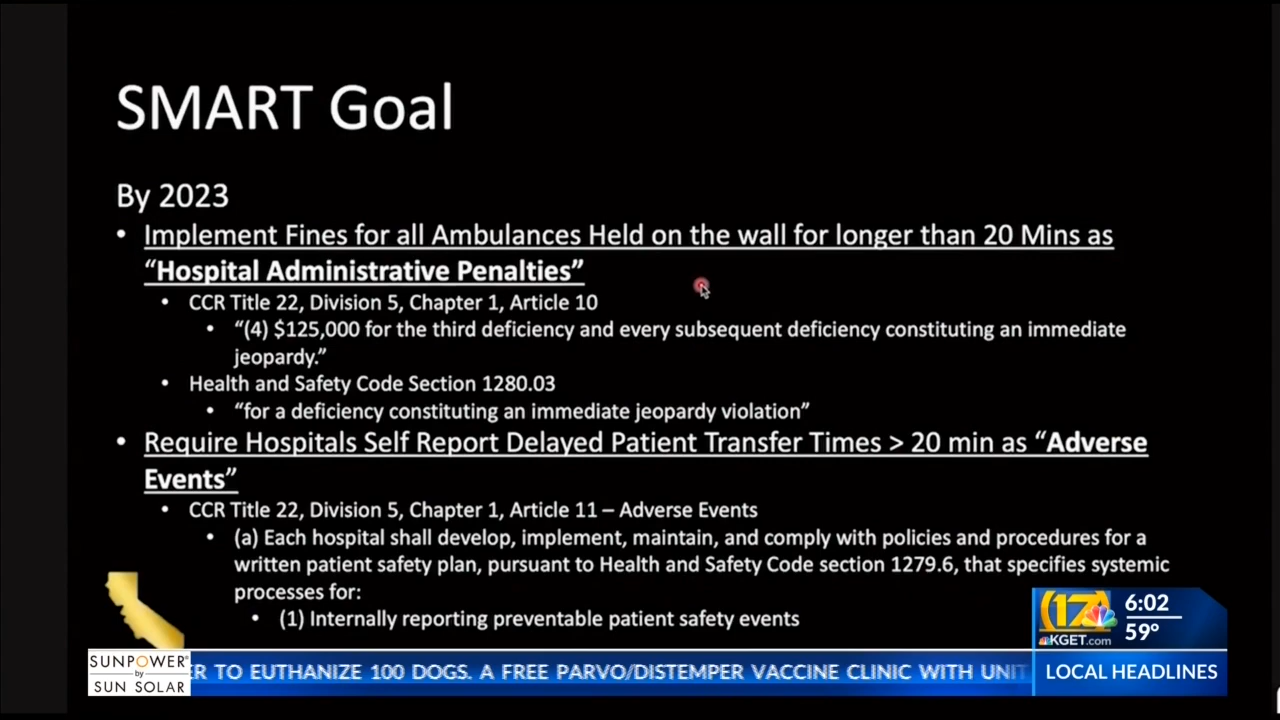 SMART Goal
By 2023
• Implement Fines for all Ambulances Held on the wall for longer than 20 Mins as
“Hospital Administrative Penalties”
• CCR Title 22, Division 5, Chapter 1, Article 10
• “(4) $125,000 for the third deficiency and every subsequent deficiency constituting an immediate
jeopardy.”
• Health and Safety Code Section 1280.03
• “for a deficiency constituting an immediate jeopardy violation”
• Require Hospitals Self Report Delayed Patient Transfer Times > 20 min as “Adverse
Events”
• CCR Title 22, Division 5, Chapter 1, Article 11 – Adverse Events
• (a) Each hospital shall develop, implement, maintain, and comply with policies and procedures for a
written patient safety plan, pursuant to Health and Safety Code section 1279.6, that specifies systemic
processes for:
• (1) Internally reporting preventable patient safety events
17
KGET.com
6:02
59°
SUNPOWER®
by
SUN SOLAR
ER TO EUTHANIZE 100 DOGS. A FREE PARVO/DISTEMPER VACCINE CLINIC WITH UNIT
LOCAL HEADLINES